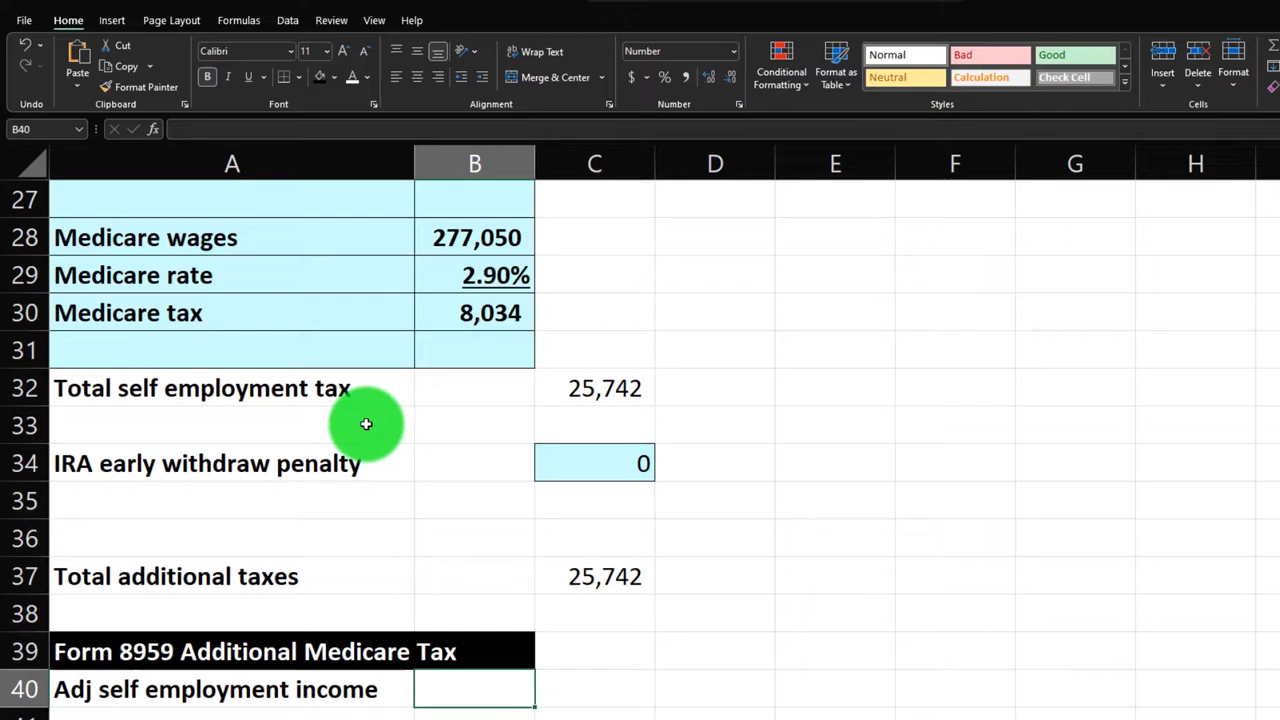 File Home Insert Page Layout Formulas Data Review View Help
Cut
Copy
Format Painter
Paste
Calibri 11
B I U A
Wrap Text
Merge & Center
Number
$ % 9
Conditional Formatting
Format as Table
Normal Bad Good
Neutral Calculation Check Cell
Insert Delete Format
Undo Clipboard Font Alignment Number Styles Cells
B40 fx
A B C D E F G H
27
28 Medicare wages 277,050
29 Medicare rate 2.90%
30 Medicare tax 8,034
31
32 Total self employment tax 25,742
33
34 IRA early withdraw penalty 0
35
36
37 Total additional taxes 25,742
38
39 Form 8959 Additional Medicare Tax
40 Adj self employment income